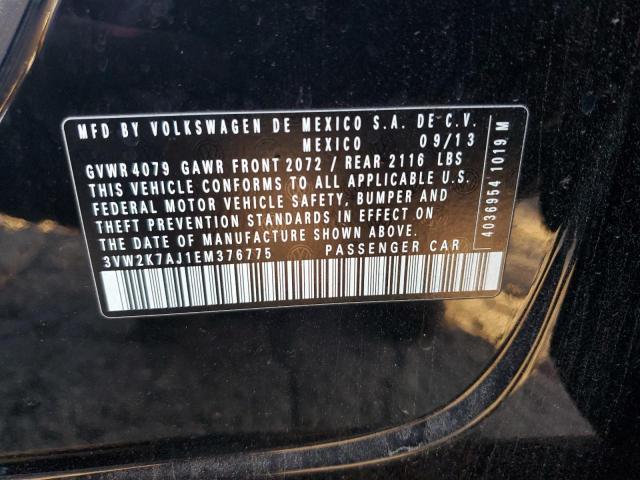 MFD BY VOLKSWAGEN DE MEXICO S.A. DE C.V.
MEXICO 09/13
GVWR 4079 GAWR FRONT 2072 / REAR 2116 LBS
THIS VEHICLE CONFORMS TO ALL APPLICABLE U.S.
FEDERAL MOTOR VEHICLE SAFETY, BUMPER AND
THEFT PREVENTION STANDARDS IN EFFECT ON
THE DATE OF MANUFACTURE SHOWN ABOVE.
3VW2K7AJ1EM376775 PASSENGER CAR
4036954 1019 M